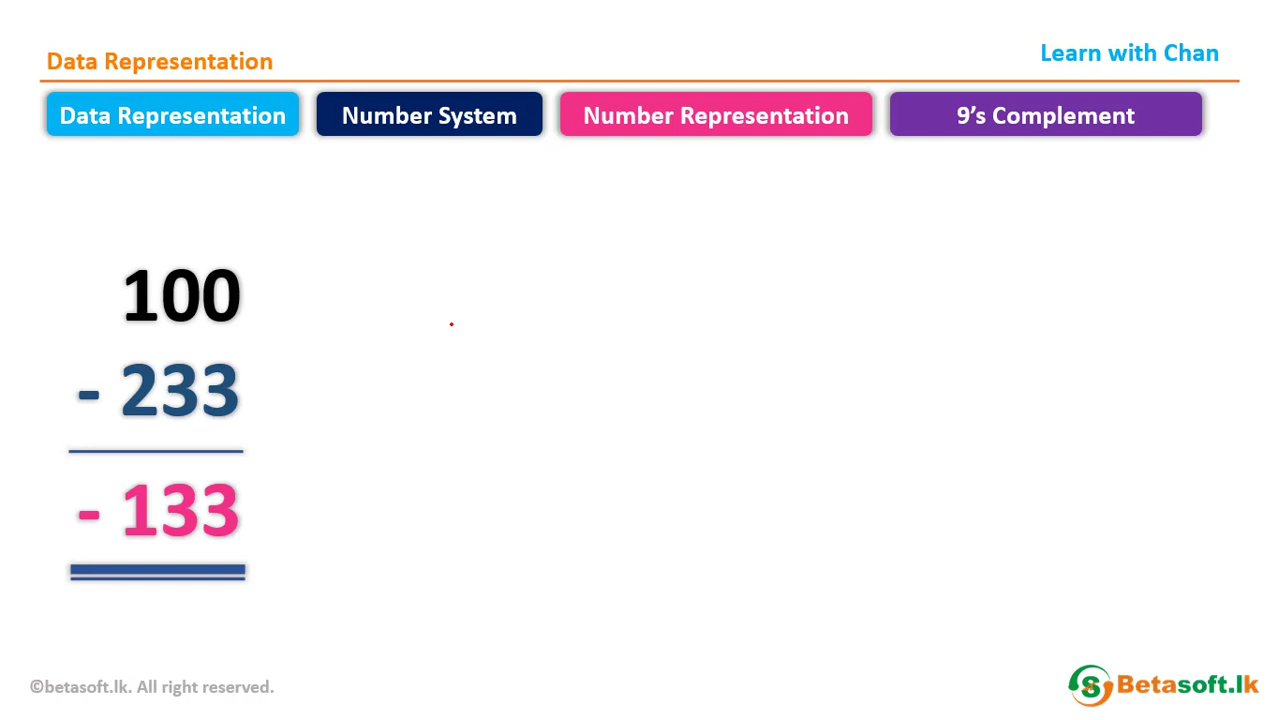 Data Representation
Learn with Chan
Data Representation
Number System
Number Representation
9’s Complement
100
- 233
- 133
©betasoft.lk. All right reserved.
Betasoft.lk